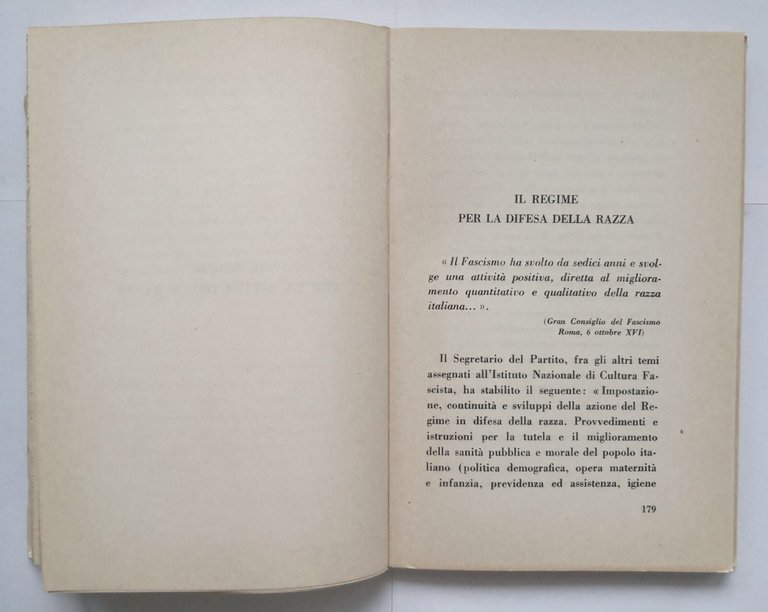 IL REGIME
PER LA DIFESA DELLA RAZZA
« Il Fascismo ha svolto da sedici anni e svol-
ge una attività positiva, diretta al migliora-
mento quantitativo e qualitativo della razza
italiana... ».
(Gran Consiglio del Fascismo
Roma, 6 ottobre XVI)
Il Segretario del Partito, fra gli altri temi
assegnati all'Istituto Nazionale di Cultura Fa-
scista, ha stabilito il seguente: « Impostazio-
ne, continuità e sviluppi della azione del Re-
gime in difesa della razza. Provvedimenti e
istruzioni per la tutela e il miglioramento
della sanità pubblica e morale del popolo ita-
liano (politica demografica, opera maternità
e infanzia, previdenza ed assistenza, igiene
179